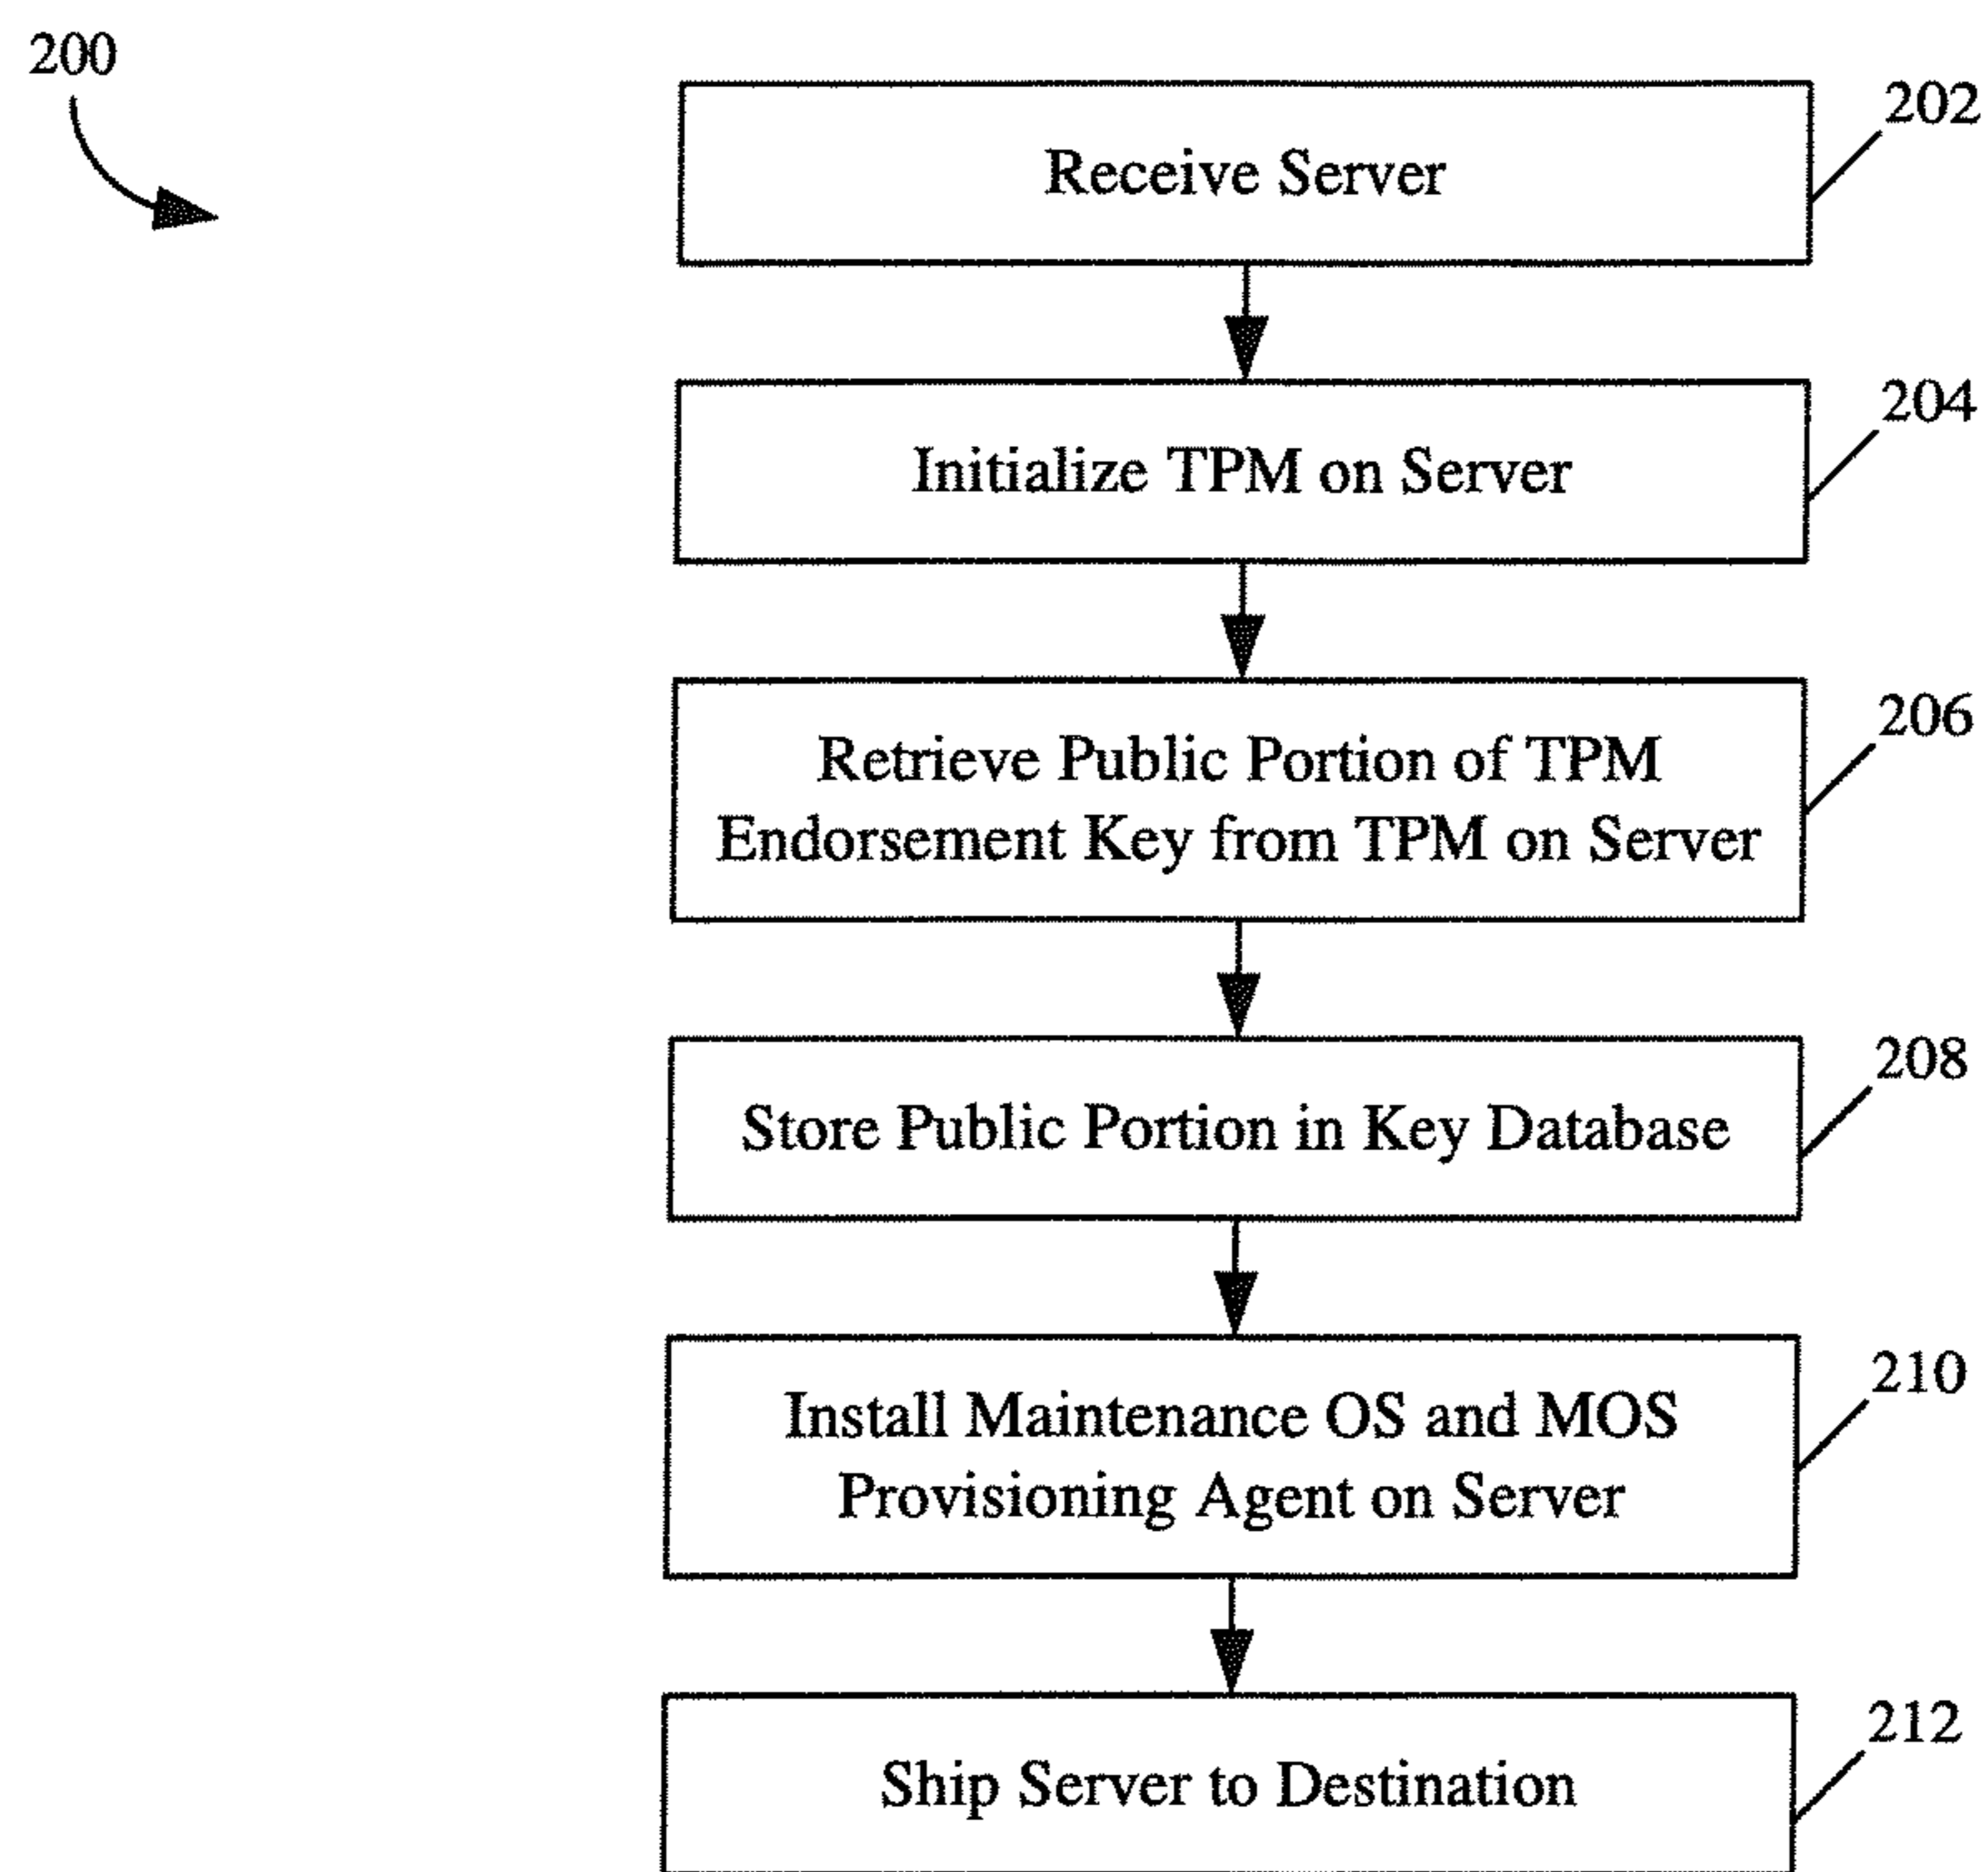 200
202
Receive Server
204
Initialize TPM on Server
206
Retrieve Public Portion of TPM
Endorsement Key from TPM on Server
208
Store Public Portion in Key Database
210
Install Maintenance OS and MOS
Provisioning Agent on Server
212
Ship Server to Destination